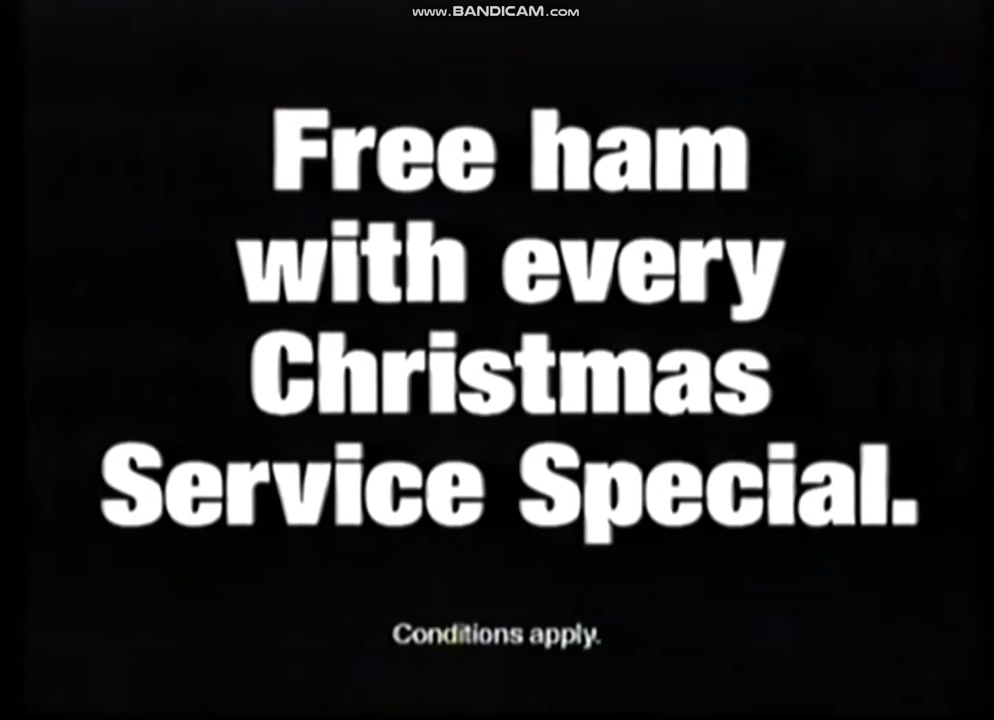 www.BANDICAM.com
Free ham
with every
Christmas
Service Special.
Conditions apply.